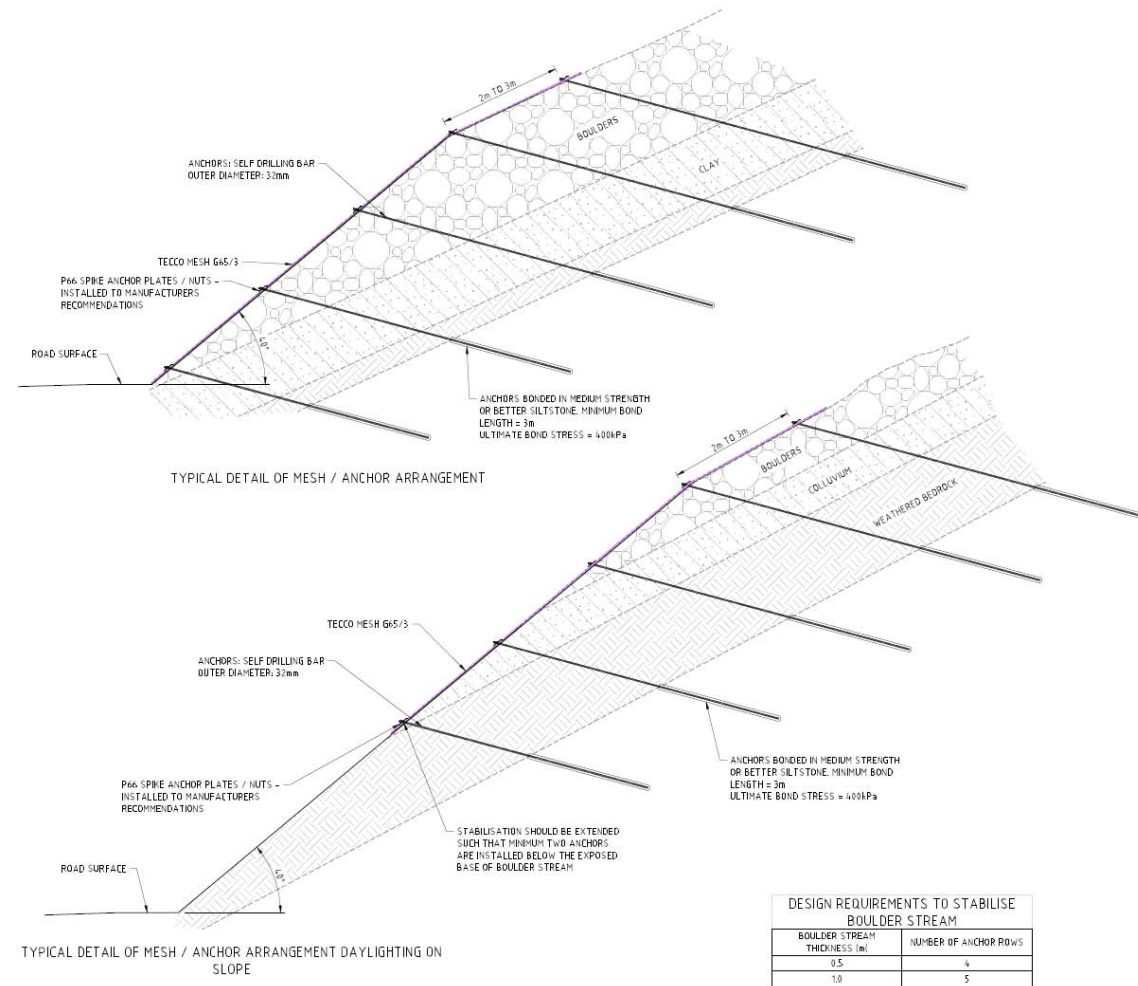 2m TO 3m
BOULDERS
ANCHORS: SELF DRILLING BAR
OUTER DIAMETER: 32mm
CLAY
TECCO MESH G65/3
P66 SPIKE ANCHOR PLATES / NUTS -
INSTALLED TO MANUFACTURERS
RECOMMENDATIONS
40°
ROAD SURFACE
ANCHORS BONDED IN MEDIUM STRENGTH
OR BETTER SILTSTONE. MINIMUM BOND
LENGTH = 3m
ULTIMATE BOND STRESS = 400kPa
TYPICAL DETAIL OF MESH / ANCHOR ARRANGEMENT
2m TO 3m
BOULDERS
COLLUVIUM
WEATHERED BEDROCK
TECCO MESH G65/3
ANCHORS: SELF DRILLING BAR
OUTER DIAMETER: 32mm
P66 SPIKE ANCHOR PLATES / NUTS -
INSTALLED TO MANUFACTURERS
RECOMMENDATIONS
ANCHORS BONDED IN MEDIUM STRENGTH
OR BETTER SILTSTONE. MINIMUM BOND
LENGTH = 3m
ULTIMATE BOND STRESS = 400kPa
STABILISATION SHOULD BE EXTENDED
SUCH THAT MINIMUM TWO ANCHORS
ARE INSTALLED BELOW THE EXPOSED
BASE OF BOULDER STREAM
ROAD SURFACE
40°
TYPICAL DETAIL OF MESH / ANCHOR ARRANGEMENT DAYLIGHTING ON
SLOPE
DESIGN REQUIREMENTS TO STABILISE
BOULDER STREAM
BOULDER STREAM
THICKNESS (m(
NUMBER OF ANCHOR ROWS
0.5 4
1.0 5